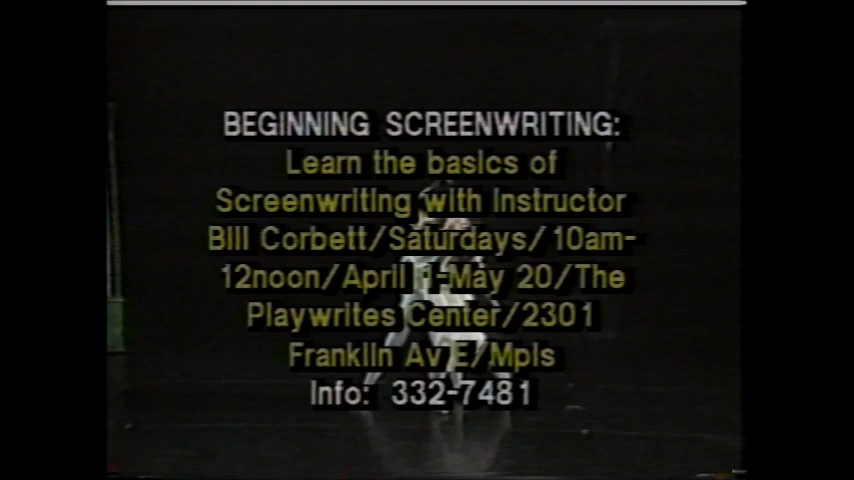 BEGINNING SCREENWRITING:
Learn the basics of
Screenwriting with Instructor
Bill Corbett/Saturdays/10am-
12noon/April 1-May 20/The
Playwrites Center/2301
Franklin Av E/Mpls
Info: 332-7481